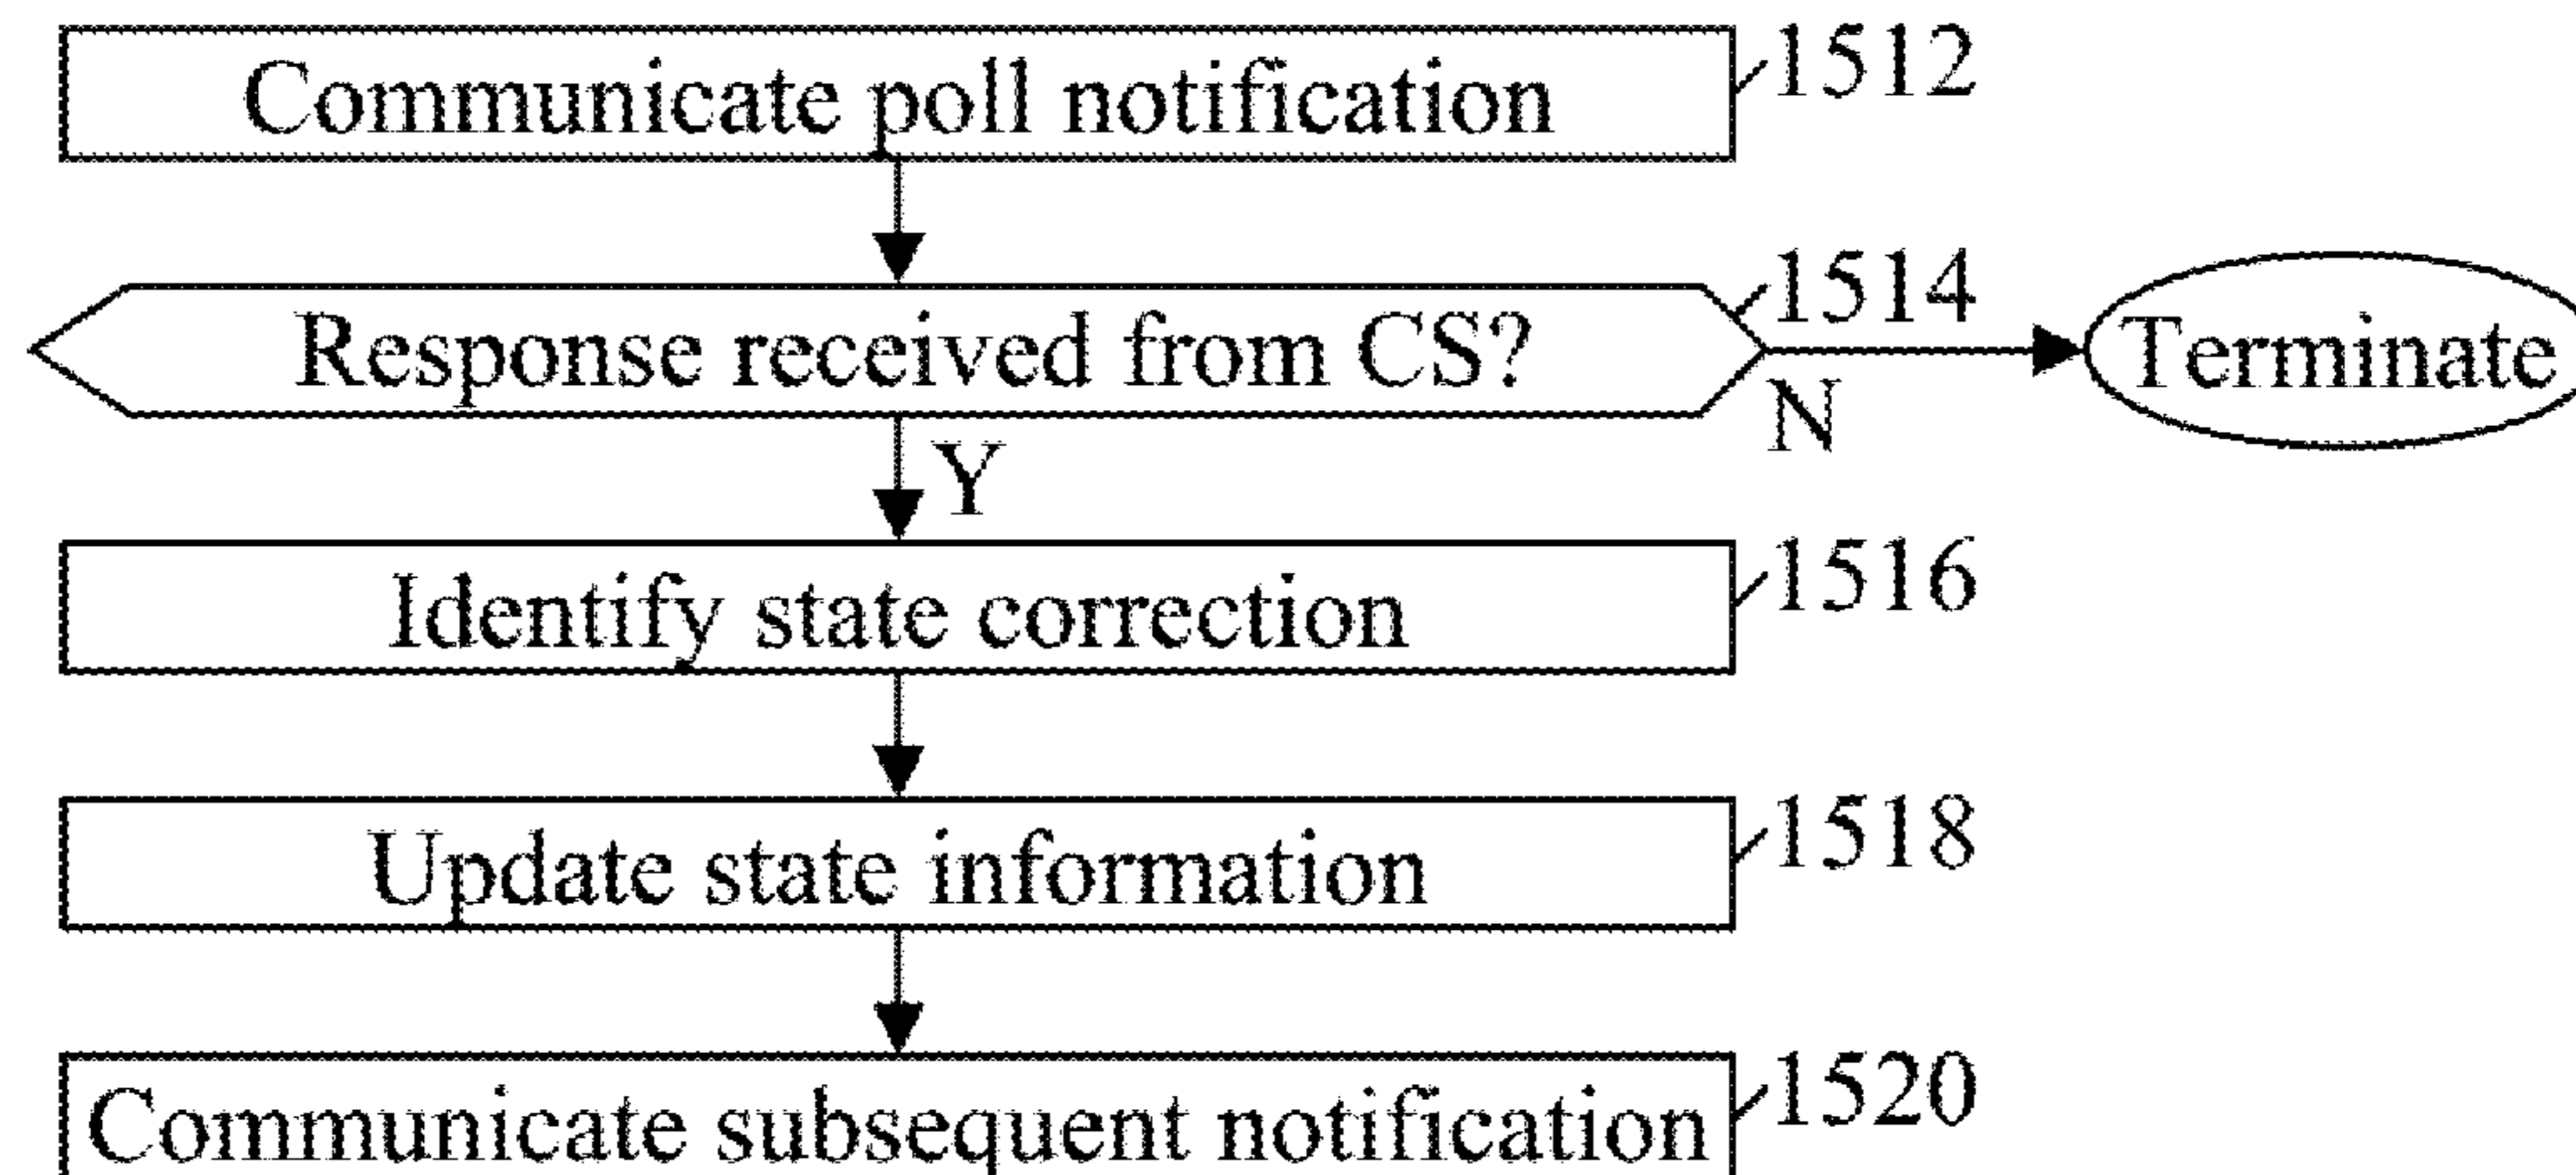 Communicate poll notification 1512
Response received from CS? 1514
N
Terminate
Y
Identify state correction 1516
Update state information 1518
Communicate subsequent notification 1520